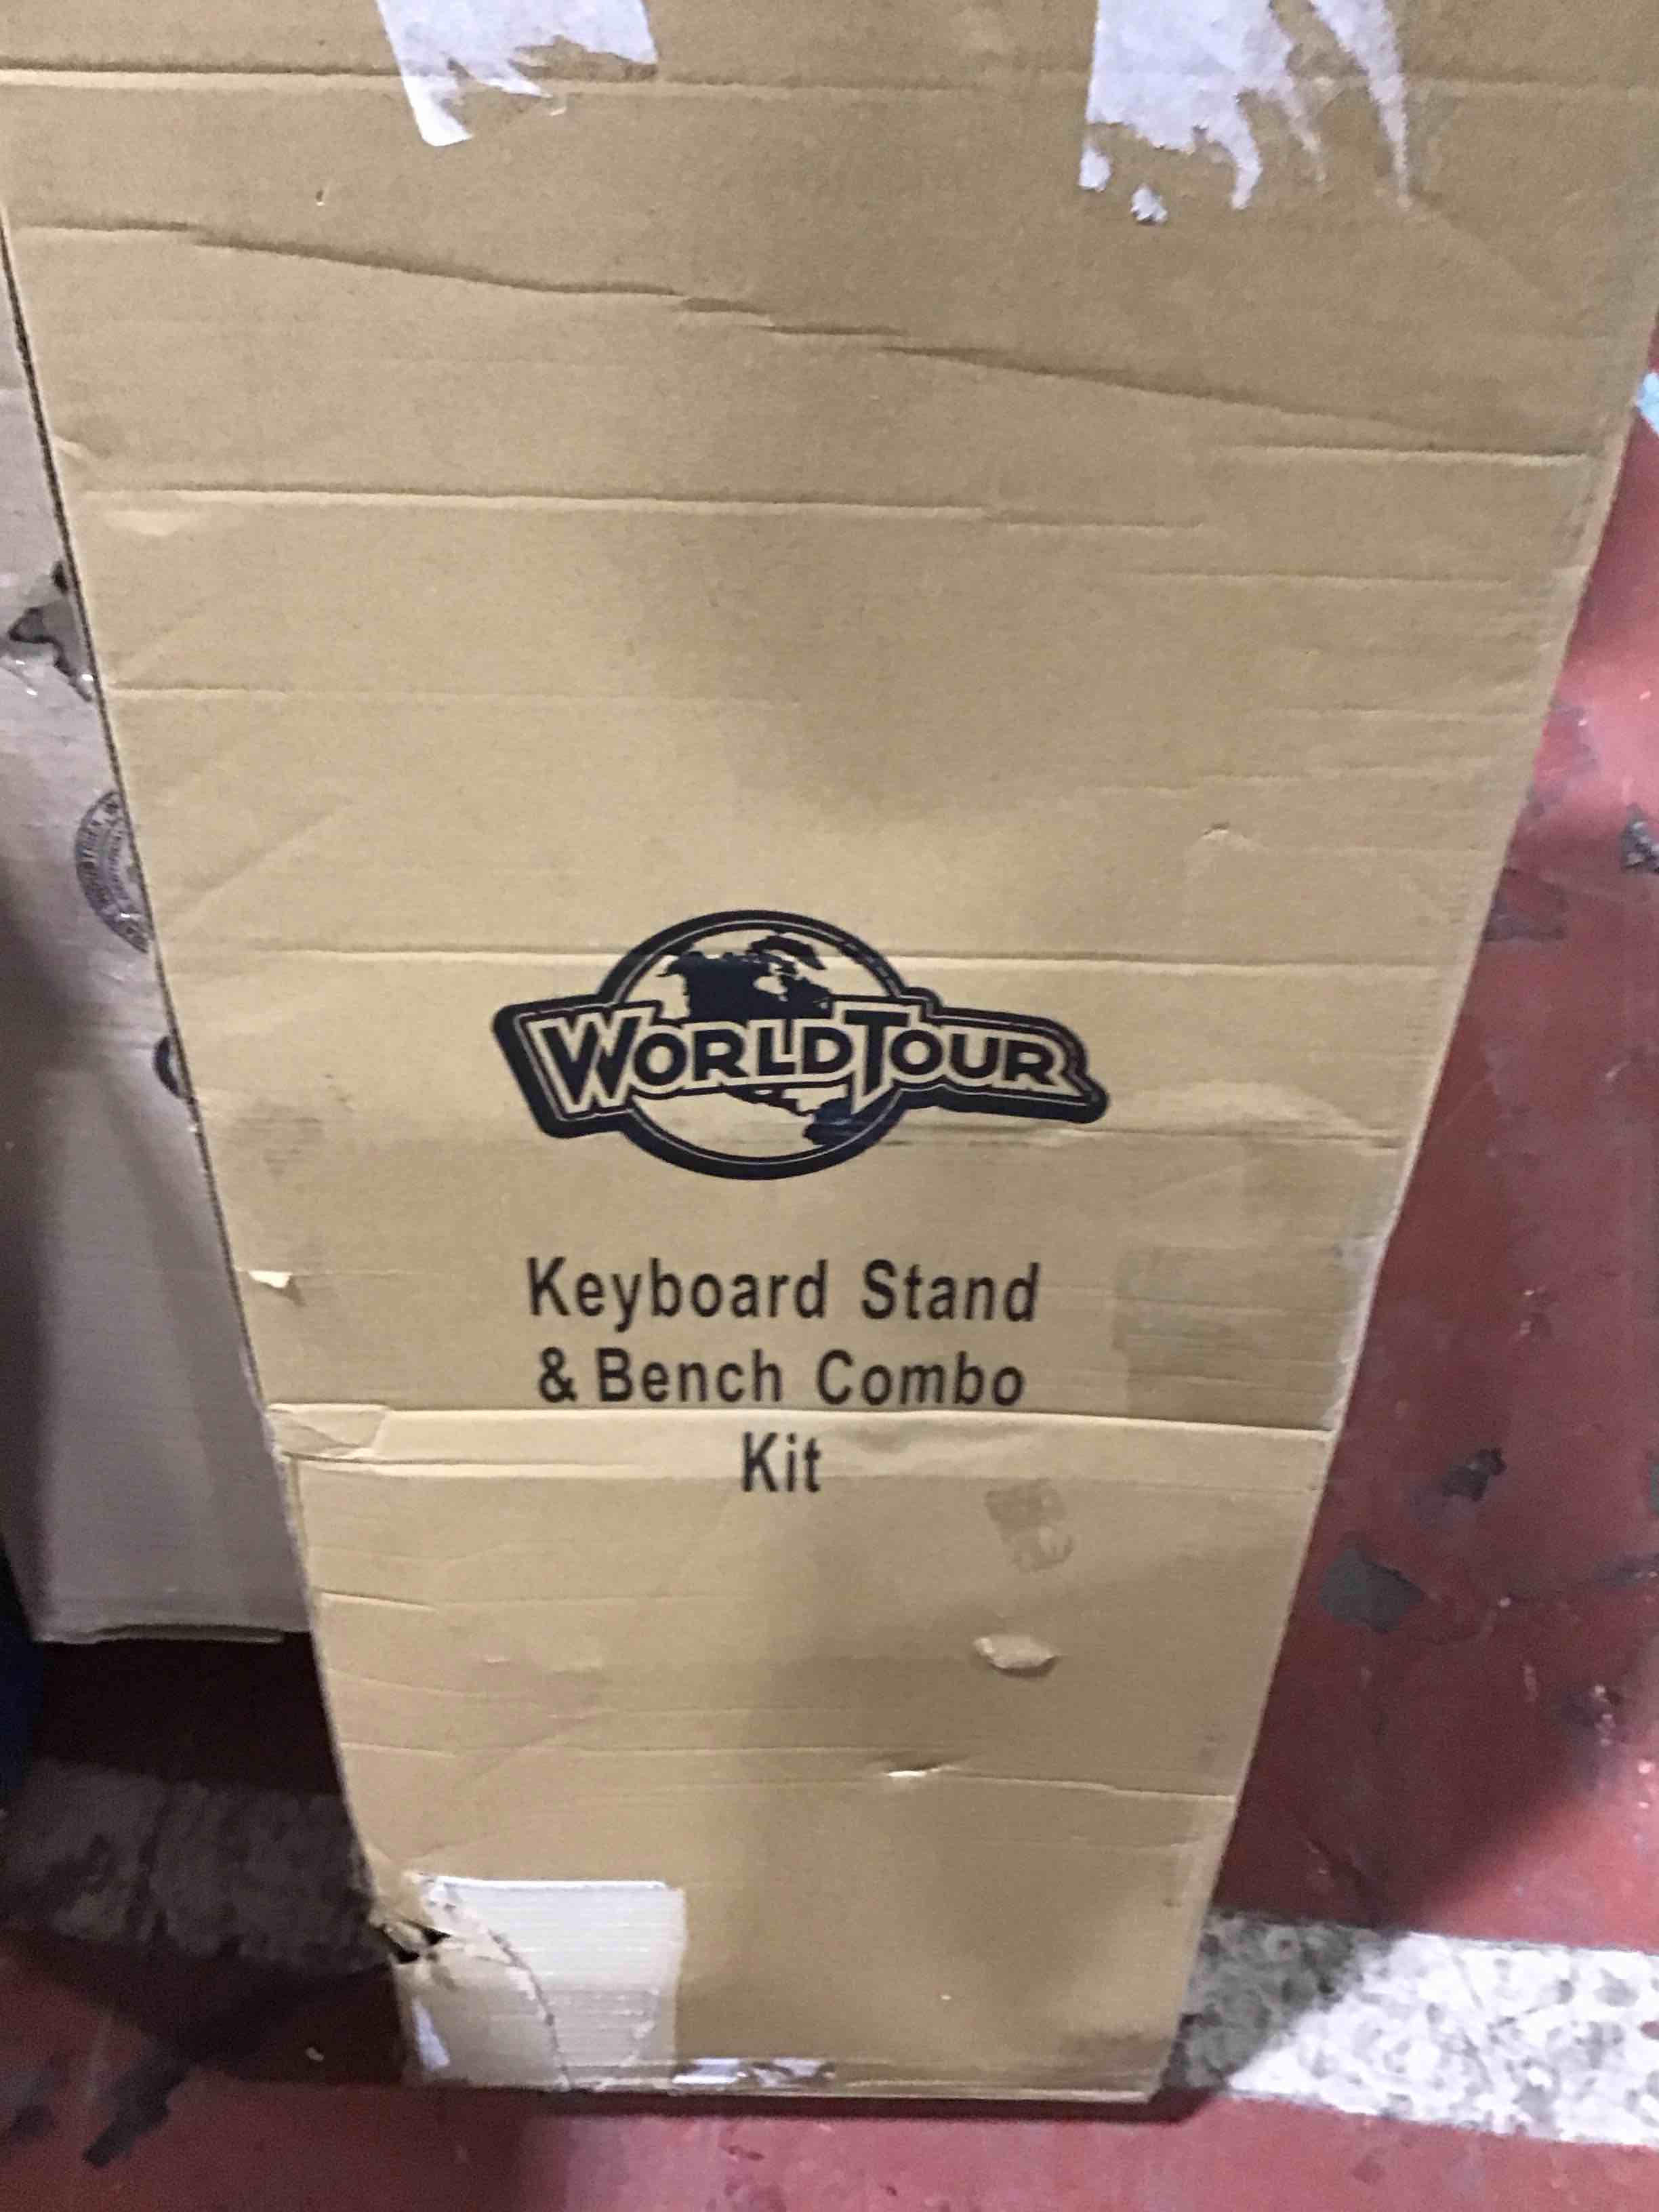 WORLD TOUR
Keyboard Stand
& Bench Combo
Kit